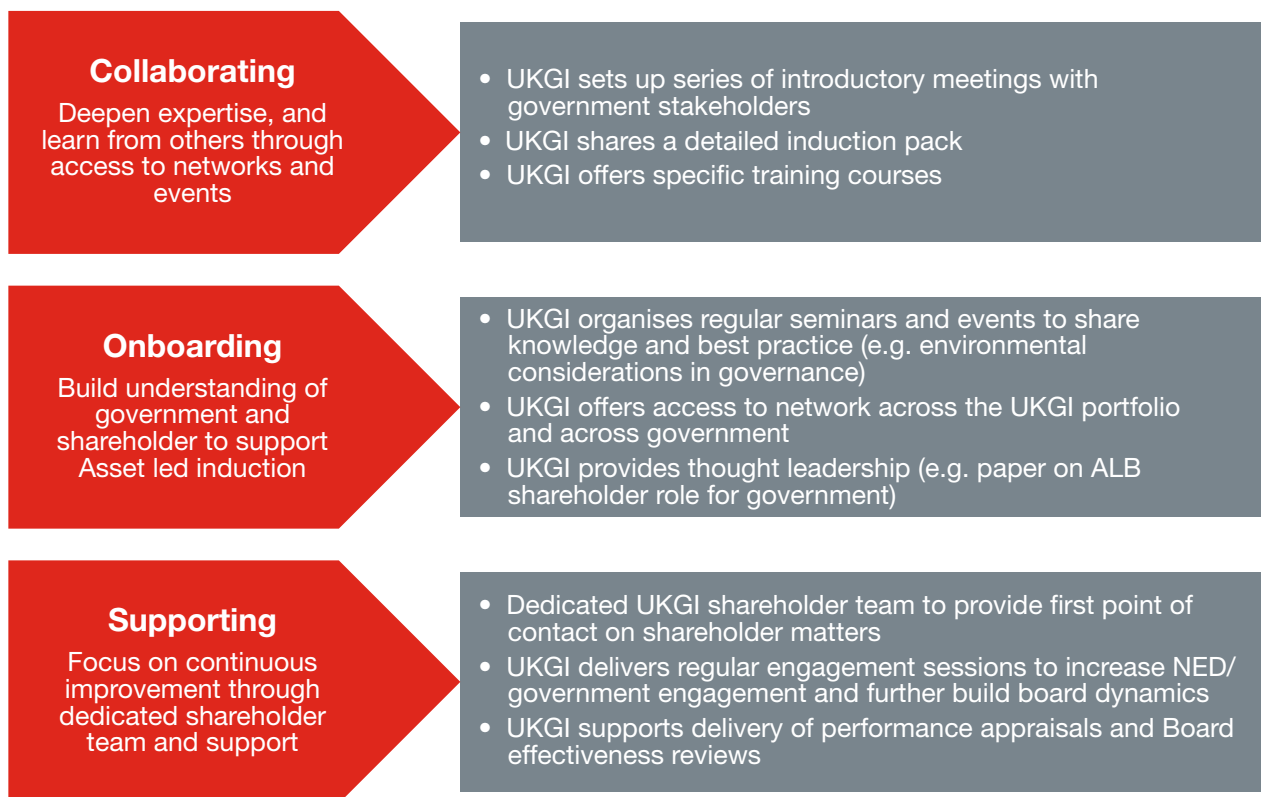 Collaborating
Deepen expertise, and
learn from others through
access to networks and
events
• UKGI sets up series of introductory meetings with
government stakeholders
• UKGI shares a detailed induction pack
• UKGI offers specific training courses
Onboarding
Build understanding of
government and
shareholder to support
Asset led induction
• UKGI organises regular seminars and events to share
knowledge and best practice (e.g. environmental
considerations in governance)
• UKGI offers access to network across the UKGI portfolio
and across government
• UKGI provides thought leadership (e.g. paper on ALB
shareholder role for government)
Supporting
Focus on continuous
improvement through
dedicated shareholder
team and support
• Dedicated UKGI shareholder team to provide first point of
contact on shareholder matters
• UKGI delivers regular engagement sessions to increase NED/
government engagement and further build board dynamics
• UKGI supports delivery of performance appraisals and Board
effectiveness reviews